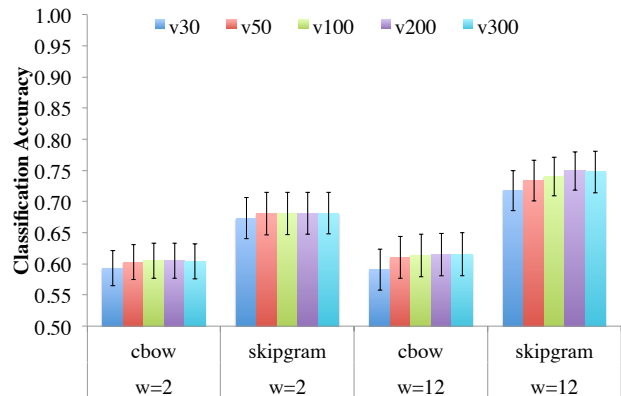 1.00
v30 v50 v100 v200 v300
0.95
0.90
0.85
0.80
0.75
0.70
0.65
0.60
0.55
0.50
Classification Accuracy
cbow skipgram cbow skipgram
w=2 w=2 w=12 w=12